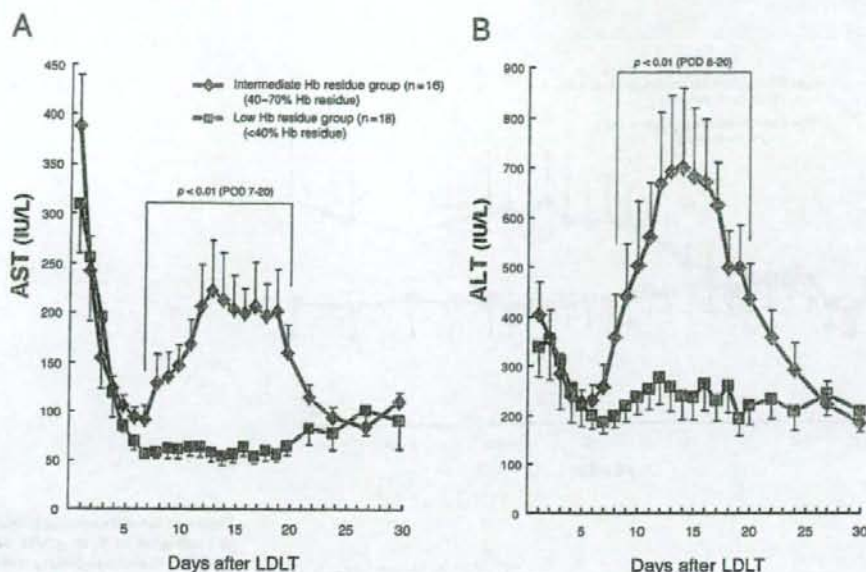 A
450
400
350
300
250
200
150
100
50
0
AST (IU/L)
Intermediate Hb residue group (n=16)
(40–70% Hb residue)
Low Hb residue group (n=18)
(<40% Hb residue)
p < 0.01 (POD 7-20)
5 10 15 20 25 30
Days after LDLT
B
900
800
700
600
500
400
300
200
100
0
ALT (IU/L)
p < 0.01 (POD 8-20)
5 10 15 20 25 30
Days after LDLT